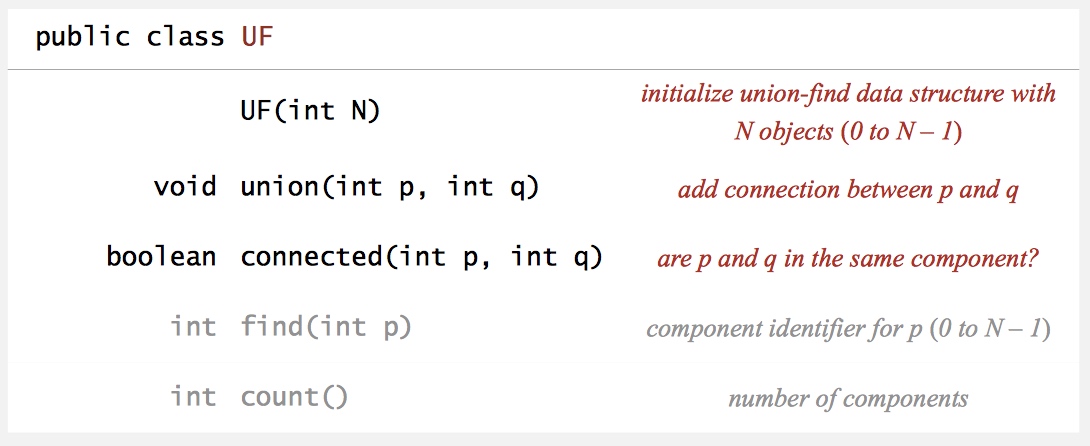 public class UF
UF(int N)
initialize union-find data structure with
N objects (0 to N – 1)
void union(int p, int q)
add connection between p and q
boolean connected(int p, int q)
are p and q in the same component?
int find(int p)
component identifier for p (0 to N – 1)
int count()
number of components